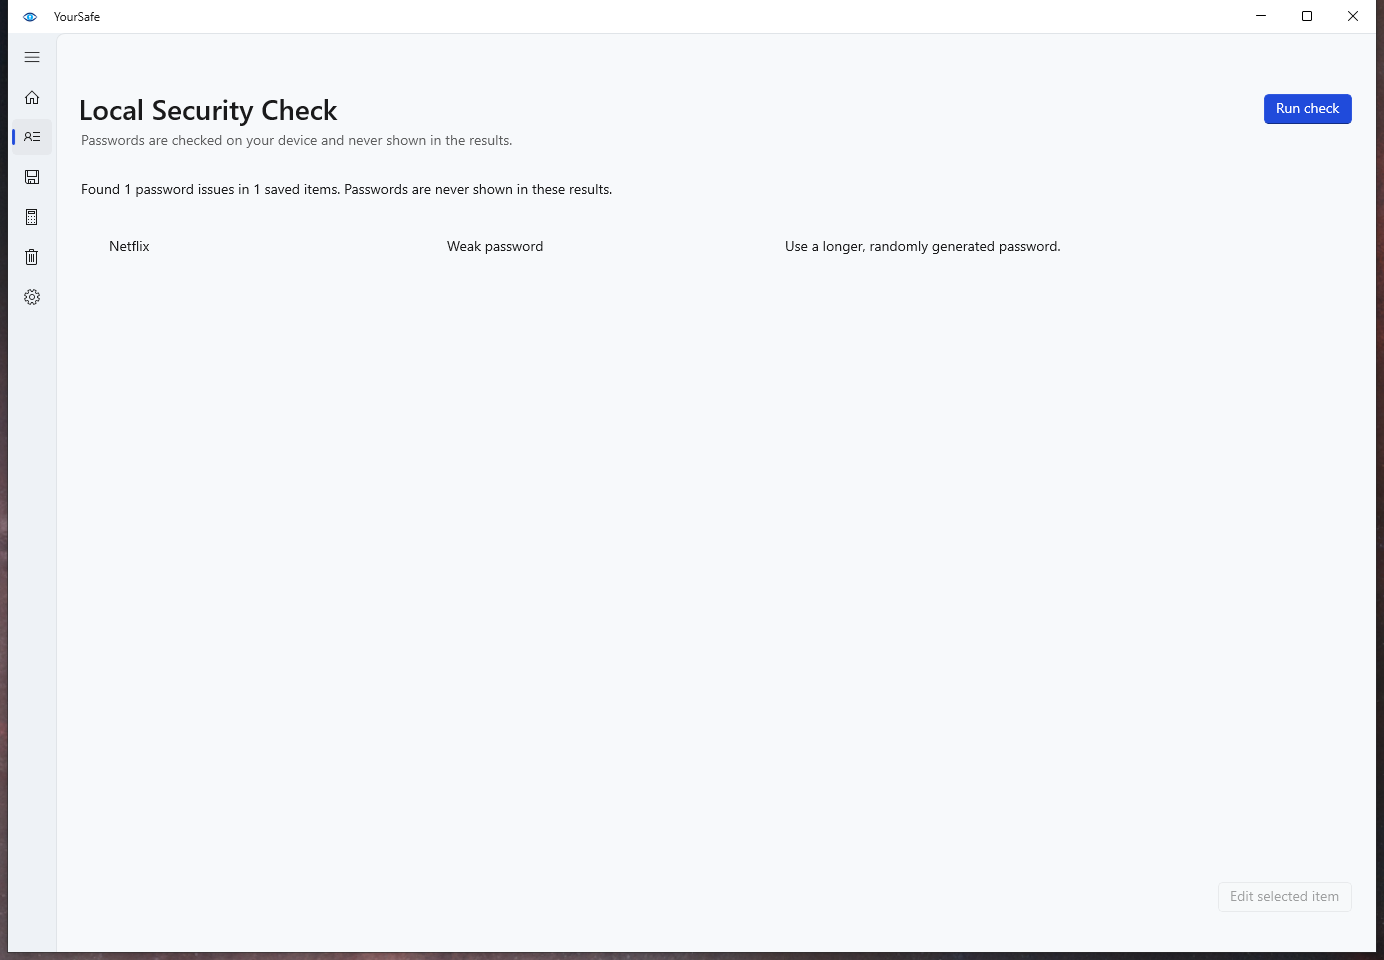 YourSafe
Local Security Check
Run check
Passwords are checked on your device and never shown in the results.
Found 1 password issues in 1 saved items. Passwords are never shown in these results.
Netflix
Weak password
Use a longer, randomly generated password.
Edit selected item